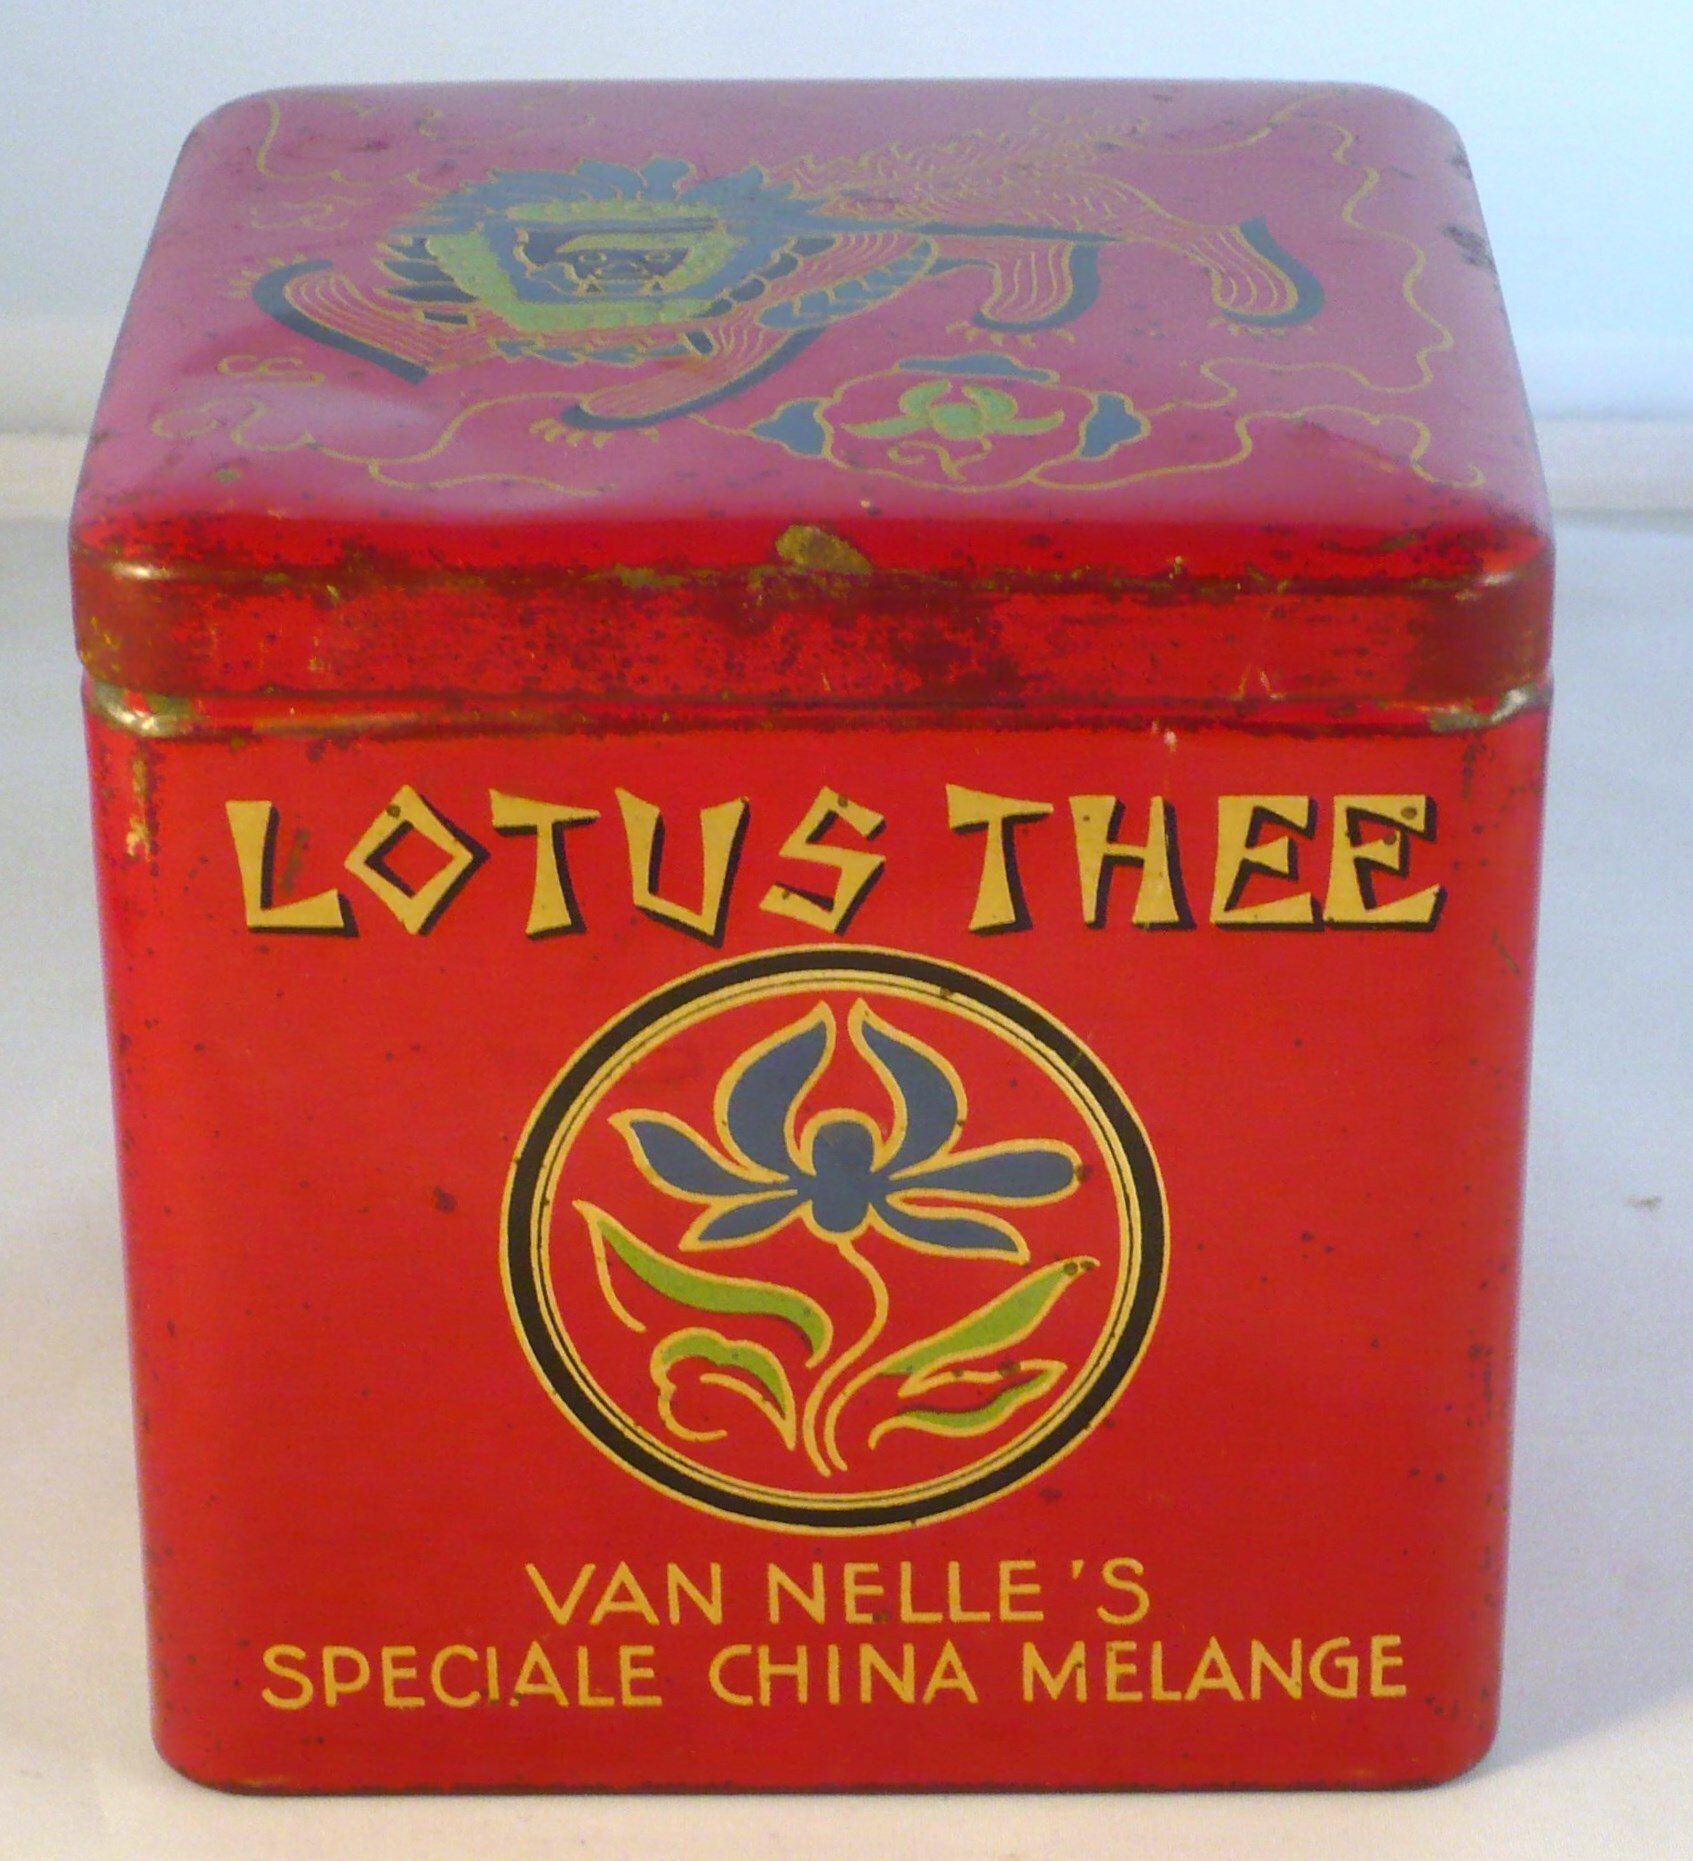 LOTUS THEE
VAN NELLE'S
SPECIALE CHINA MELANGE